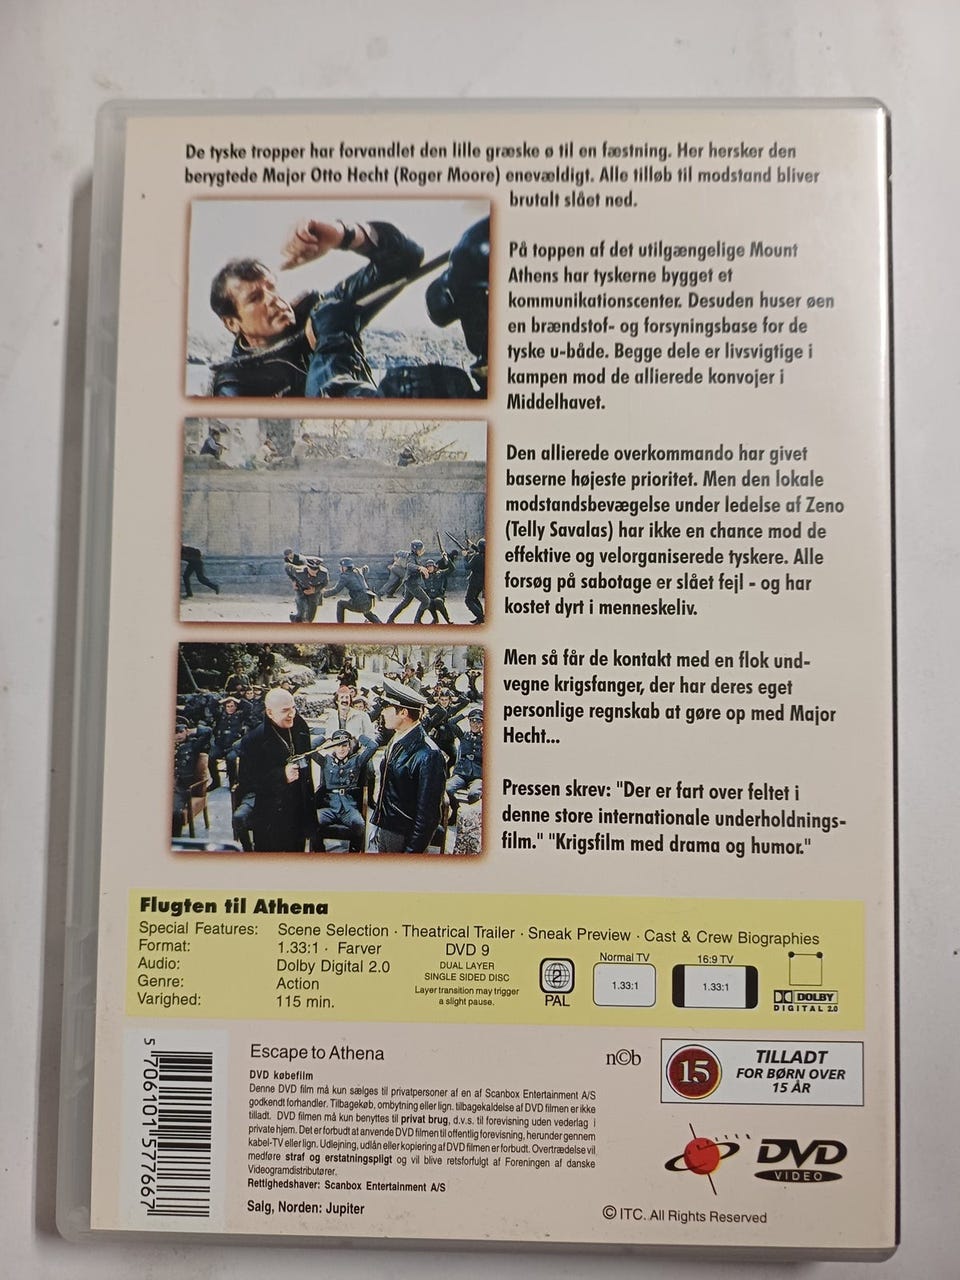 De tyske tropper har forvandlet den lille græske ø til en fæstning. Her hersker den
berygtede Major Otto Hecht (Roger Moore) enevældigt. Alle tilløb til modstand bliver
brutalt slået ned.
På toppen af det utilgængelige Mount
Athens har tyskerne bygget et
kommunikationscenter. Desuden huser øen
en brændstof- og forsyningsbase for de
tyske u-både. Begge dele er livsvigtige i
kampen mod de allierede konvojer i
Middelhavet.
Den allierede overkommando har givet
baserne højeste prioritet. Men den lokale
modstandsbevægelse under ledelse af Zeno
(Telly Savalas) har ikke en chance mod de
effektive og velorganiserede tyskere. Alle
forsøg på sabotage er slået fejl - og har
kostet dyrt i menneskeliv.
Men så får de kontakt med en flok und-
vegne krigsfanger, der har deres eget
personlige regnskab at gøre op med Major
Hecht...
Pressen skrev: "Der er fart over feltet i
denne store internationale underholdnings-
film." "Krigsfilm med drama og humor."
Flugten til Athena
Special Features: Scene Selection · Theatrical Trailer · Sneak Preview · Cast & Crew Biographies
Format: 1.33:1 · Farver
Audio: Dolby Digital 2.0
Genre: Action
Varighed: 115 min.
DVD 9
DUAL LAYER
SINGLE SIDED DISC
Layer transition may trigger
a slight pause.
2
PAL
Normal TV
1.33:1
16:9 TV
1.33:1
DOLBY
DIGITAL 2.0
5 706101 577667
Escape to Athena
DVD købefilm
Denne DVD film må kun sælges til privatpersoner af en af Scanbox Entertainment A/S
godkendt forhandler. Tilbagekøb, ombytning eller lign. tilbagekaldelse af DVD filmen er ikke
tilladt. DVD filmen må kun benyttes til privat brug, d.v.s. til forevisning uden vederlag i
private hjem. Det er forbudt at anvende DVD filmen til offentlig forevisning, herunder gennem
kabel-TV eller lign. Udlejning, udlån eller kopiering af DVD filmen er forbudt. Overtrædelse vil
medføre straf og erstatningspligt og vil blive retsforfulgt af Foreningen af danske
Videogramdistributører.
Rettighedshaver: Scanbox Entertainment A/S
Salg, Norden: Jupiter
n©b
15
TILLADT
FOR BØRN OVER
15 ÅR
DVD
VIDEO
© ITC. All Rights Reserved